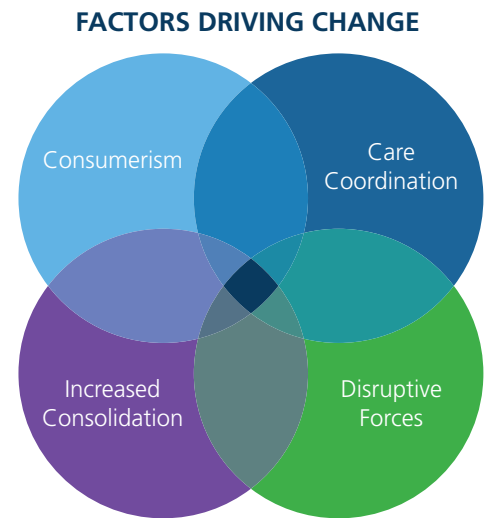 FACTORS DRIVING CHANGE
Consumerism
Care
Coordination
Increased
Consolidation
Disruptive
Forces